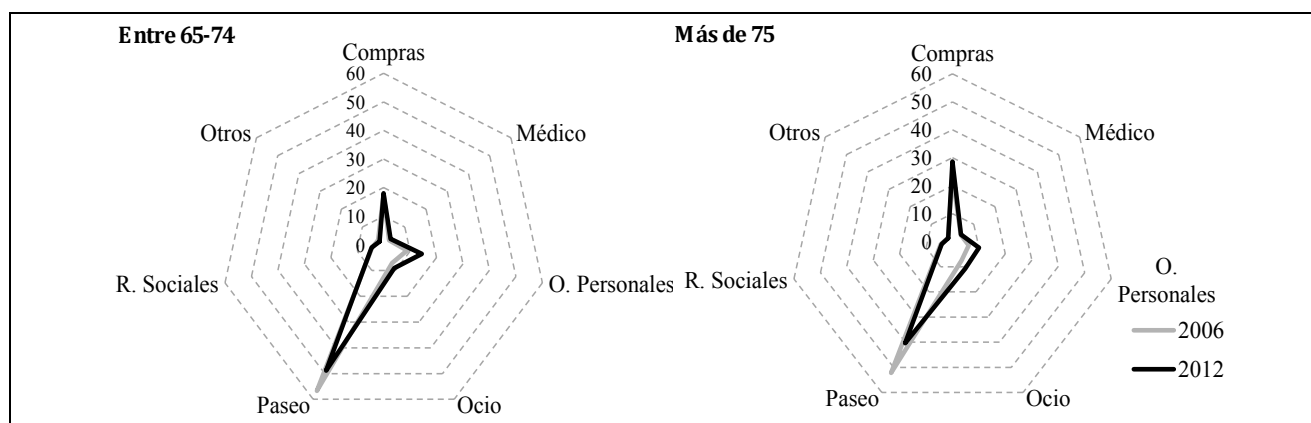 Entre 65-74
Compras
60
50
40
30
20
10
0
Médico
O. Personales
Ocio
Paseo
R. Sociales
Otros
Más de 75
Compras
60
50
40
30
20
10
0
Médico
O.
Personales
Ocio
Paseo
R. Sociales
Otros
2006
2012